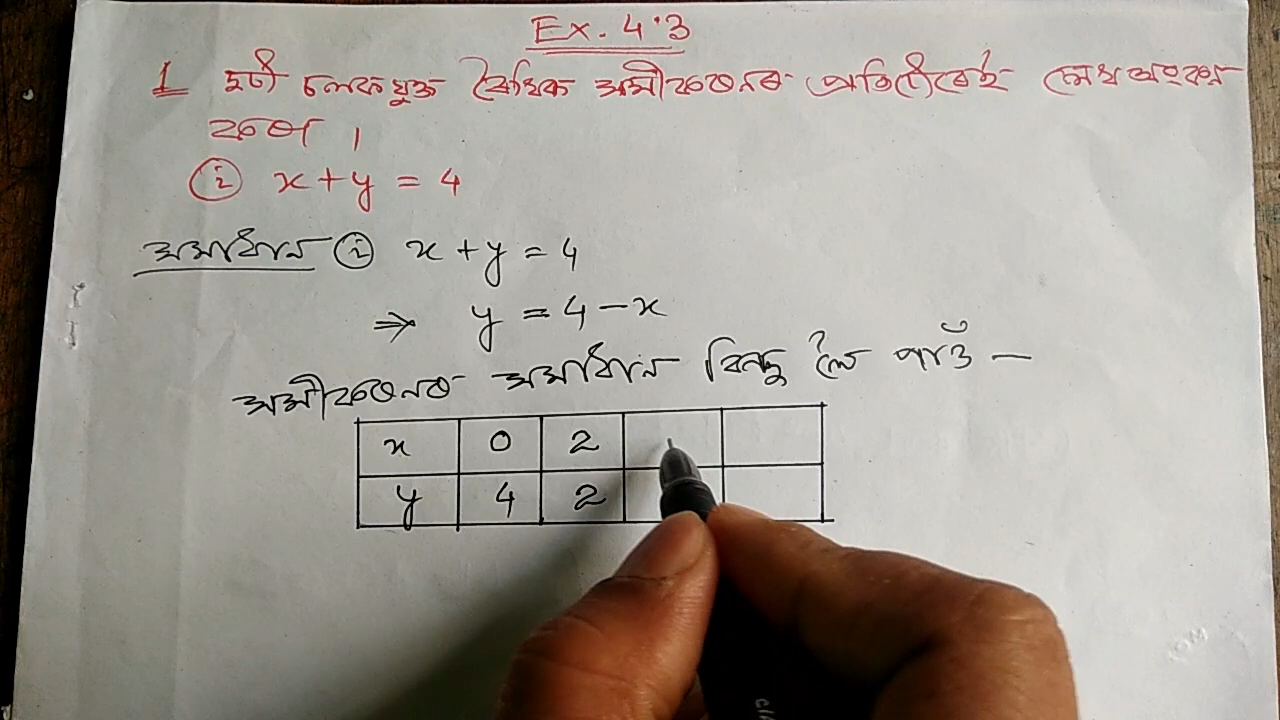 Ex. 4.3
1 দুটা চলকযুক্ত ৰৈখিক সমীকৰণৰ প্ৰতিটোৰেই লেখ অংকন
কৰা ।
(i) x + y = 4
সমাধান (i) x + y = 4
⇒ y = 4 − x
সমীকৰণৰ সমাধান বিন্দু লৈ পাওঁ —
x 0 2
y 4 2